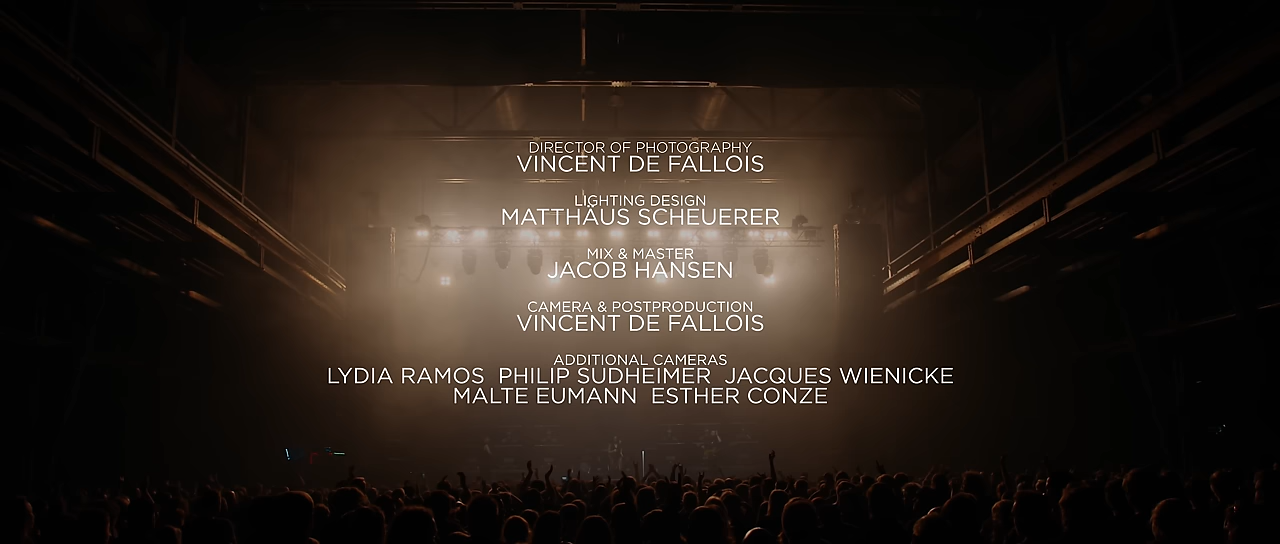 DIRECTOR OF PHOTOGRAPHY
VINCENT DE FALLOIS
LIGHTING DESIGN
MATTHÄUS SCHEUERER
MIX & MASTER
JACOB HANSEN
CAMERA & POSTPRODUCTION
VINCENT DE FALLOIS
ADDITIONAL CAMERAS
LYDIA RAMOS PHILIP SUDHEIMER JACQUES WIENICKE
MALTE EUMANN ESTHER CONZE